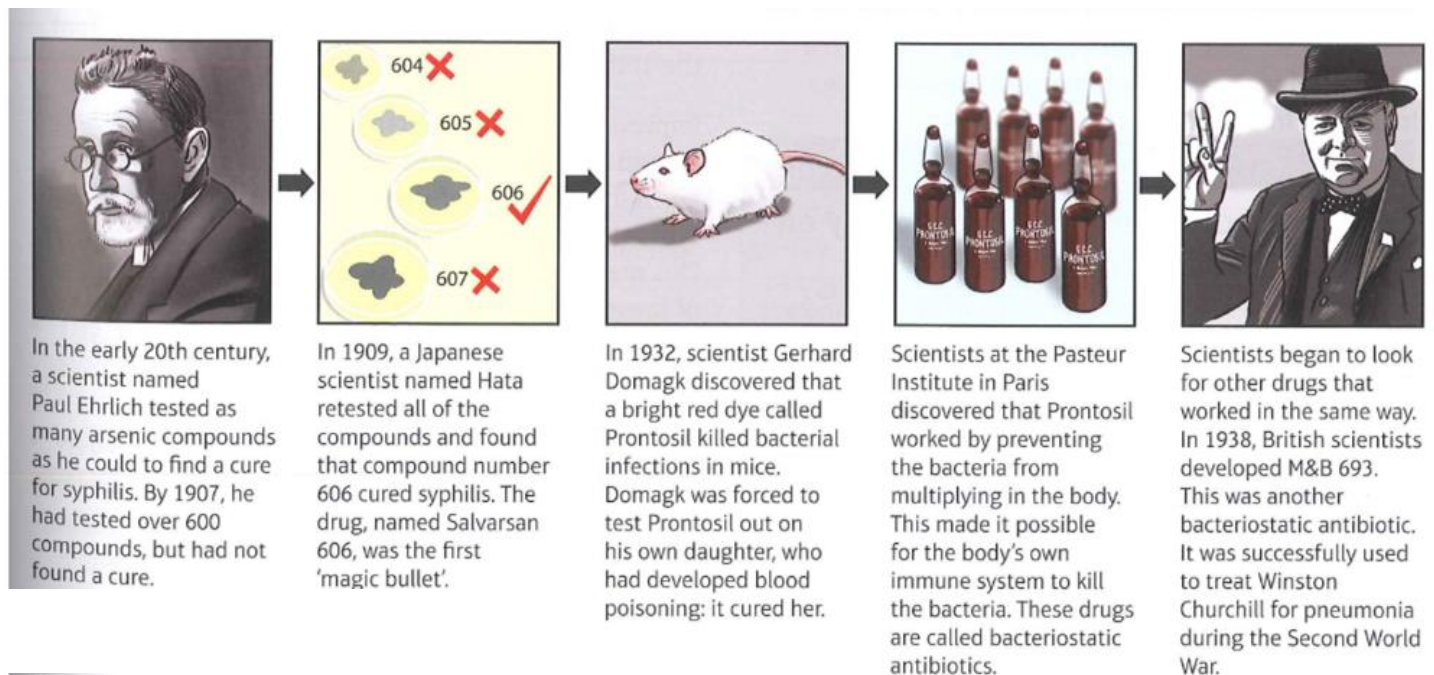 604
605
606
607
S.E.C.
PRONTOSIL
S.E.C.
PRONTOSIL
S.E.C.
PRONTOSIL
In the early 20th century,
a scientist named
Paul Ehrlich tested as
many arsenic compounds
as he could to find a cure
for syphilis. By 1907, he
had tested over 600
compounds, but had not
found a cure.
In 1909, a Japanese
scientist named Hata
retested all of the
compounds and found
that compound number
606 cured syphilis. The
drug, named Salvarsan
606, was the first
‘magic bullet’.
In 1932, scientist Gerhard
Domagk discovered that
a bright red dye called
Prontosil killed bacterial
infections in mice.
Domagk was forced to
test Prontosil out on
his own daughter, who
had developed blood
poisoning: it cured her.
Scientists at the Pasteur
Institute in Paris
discovered that Prontosil
worked by preventing
the bacteria from
multiplying in the body.
This made it possible
for the body’s own
immune system to kill
the bacteria. These drugs
are called bacteriostatic
antibiotics.
Scientists began to look
for other drugs that
worked in the same way.
In 1938, British scientists
developed M&B 693.
This was another
bacteriostatic antibiotic.
It was successfully used
to treat Winston
Churchill for pneumonia
during the Second World
War.